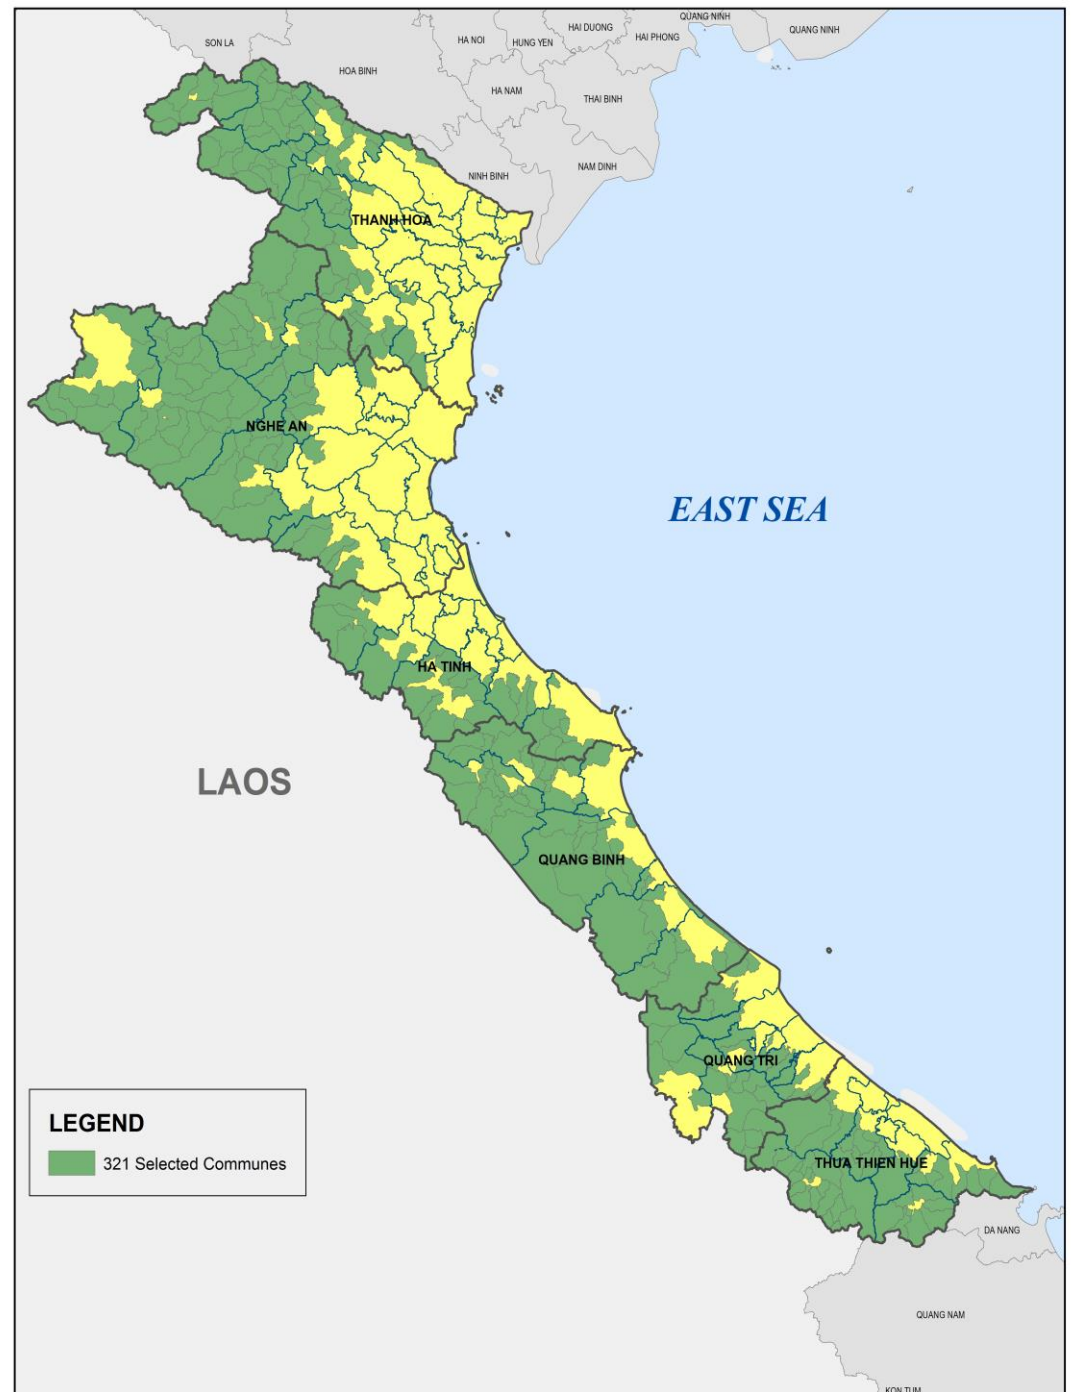 QUANG NINH
HAI DUONG
QUANG NINH
SON LA
HA NOI
HUNG YEN
HAI PHONG
HOA BINH
HA NAM
THAI BINH
NINH BINH
NAM DINH
THANH HOA
NGHE AN
EAST SEA
HA TINH
LAOS
QUANG BINH
QUANG TRI
LEGEND
321 Selected Communes
THUA THIEN HUE
DA NANG
QUANG NAM
KON TUM